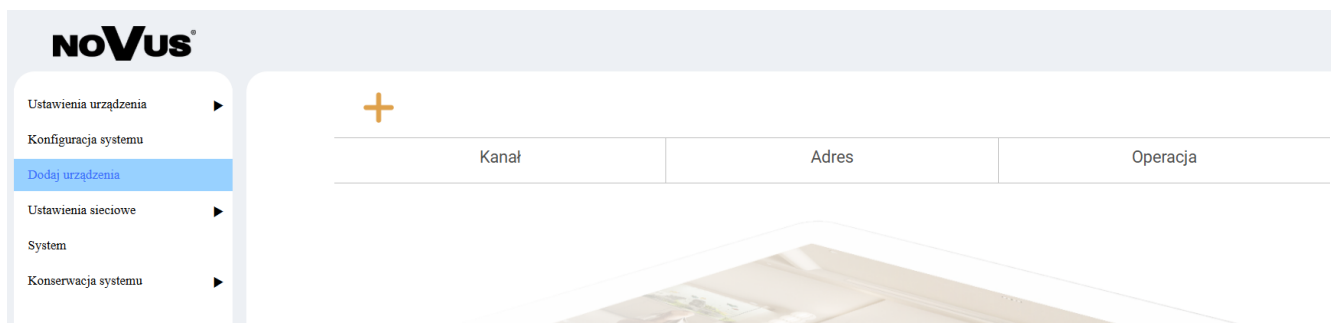 NOVUS®
Ustawienia urządzenia ▶
Konfiguracja systemu
Dodaj urządzenia
Ustawienia sieciowe ▶
System
Konserwacja systemu ▶
Kanał Adres Operacja